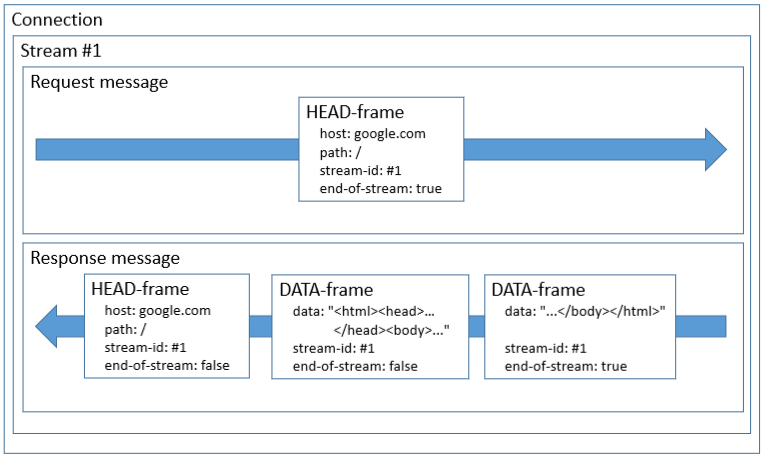 Connection
Stream #1
Request message
HEAD-frame
host: google.com
path: /
stream-id: #1
end-of-stream: true
Response message
HEAD-frame
host: google.com
path: /
stream-id: #1
end-of-stream: false
DATA-frame
data: "<html><head>...
</head><body>..."
stream-id: #1
end-of-stream: false
DATA-frame
data: "...</body></html>"
stream-id: #1
end-of-stream: true